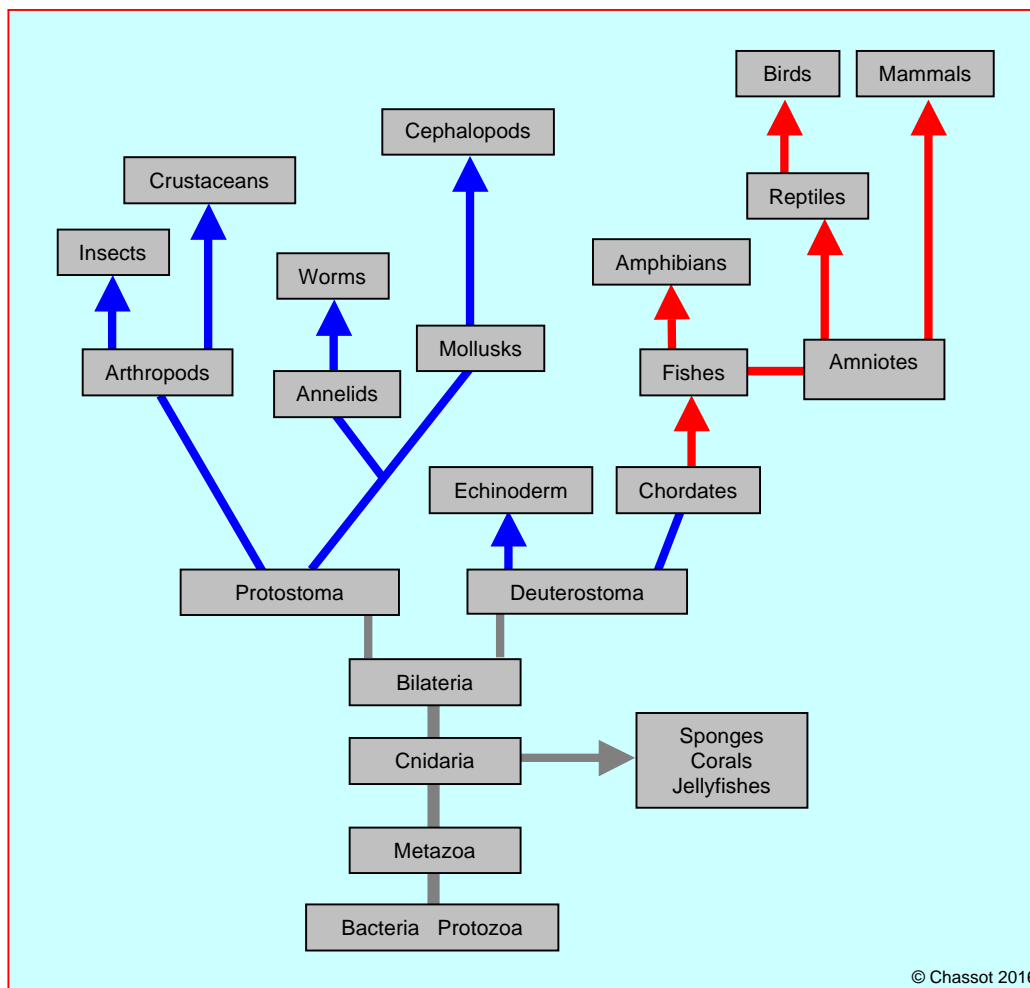 Birds
Mammals
Cephalopods
Crustaceans
Reptiles
Insects
Amphibians
Worms
Mollusks
Arthropods
Fishes
Amniotes
Annelids
Echinoderm
Chordates
Protostoma
Deuterostoma
Bilateria
Sponges
Corals
Jellyfishes
Cnidaria
Metazoa
Bacteria Protozoa
© Chassot 2016